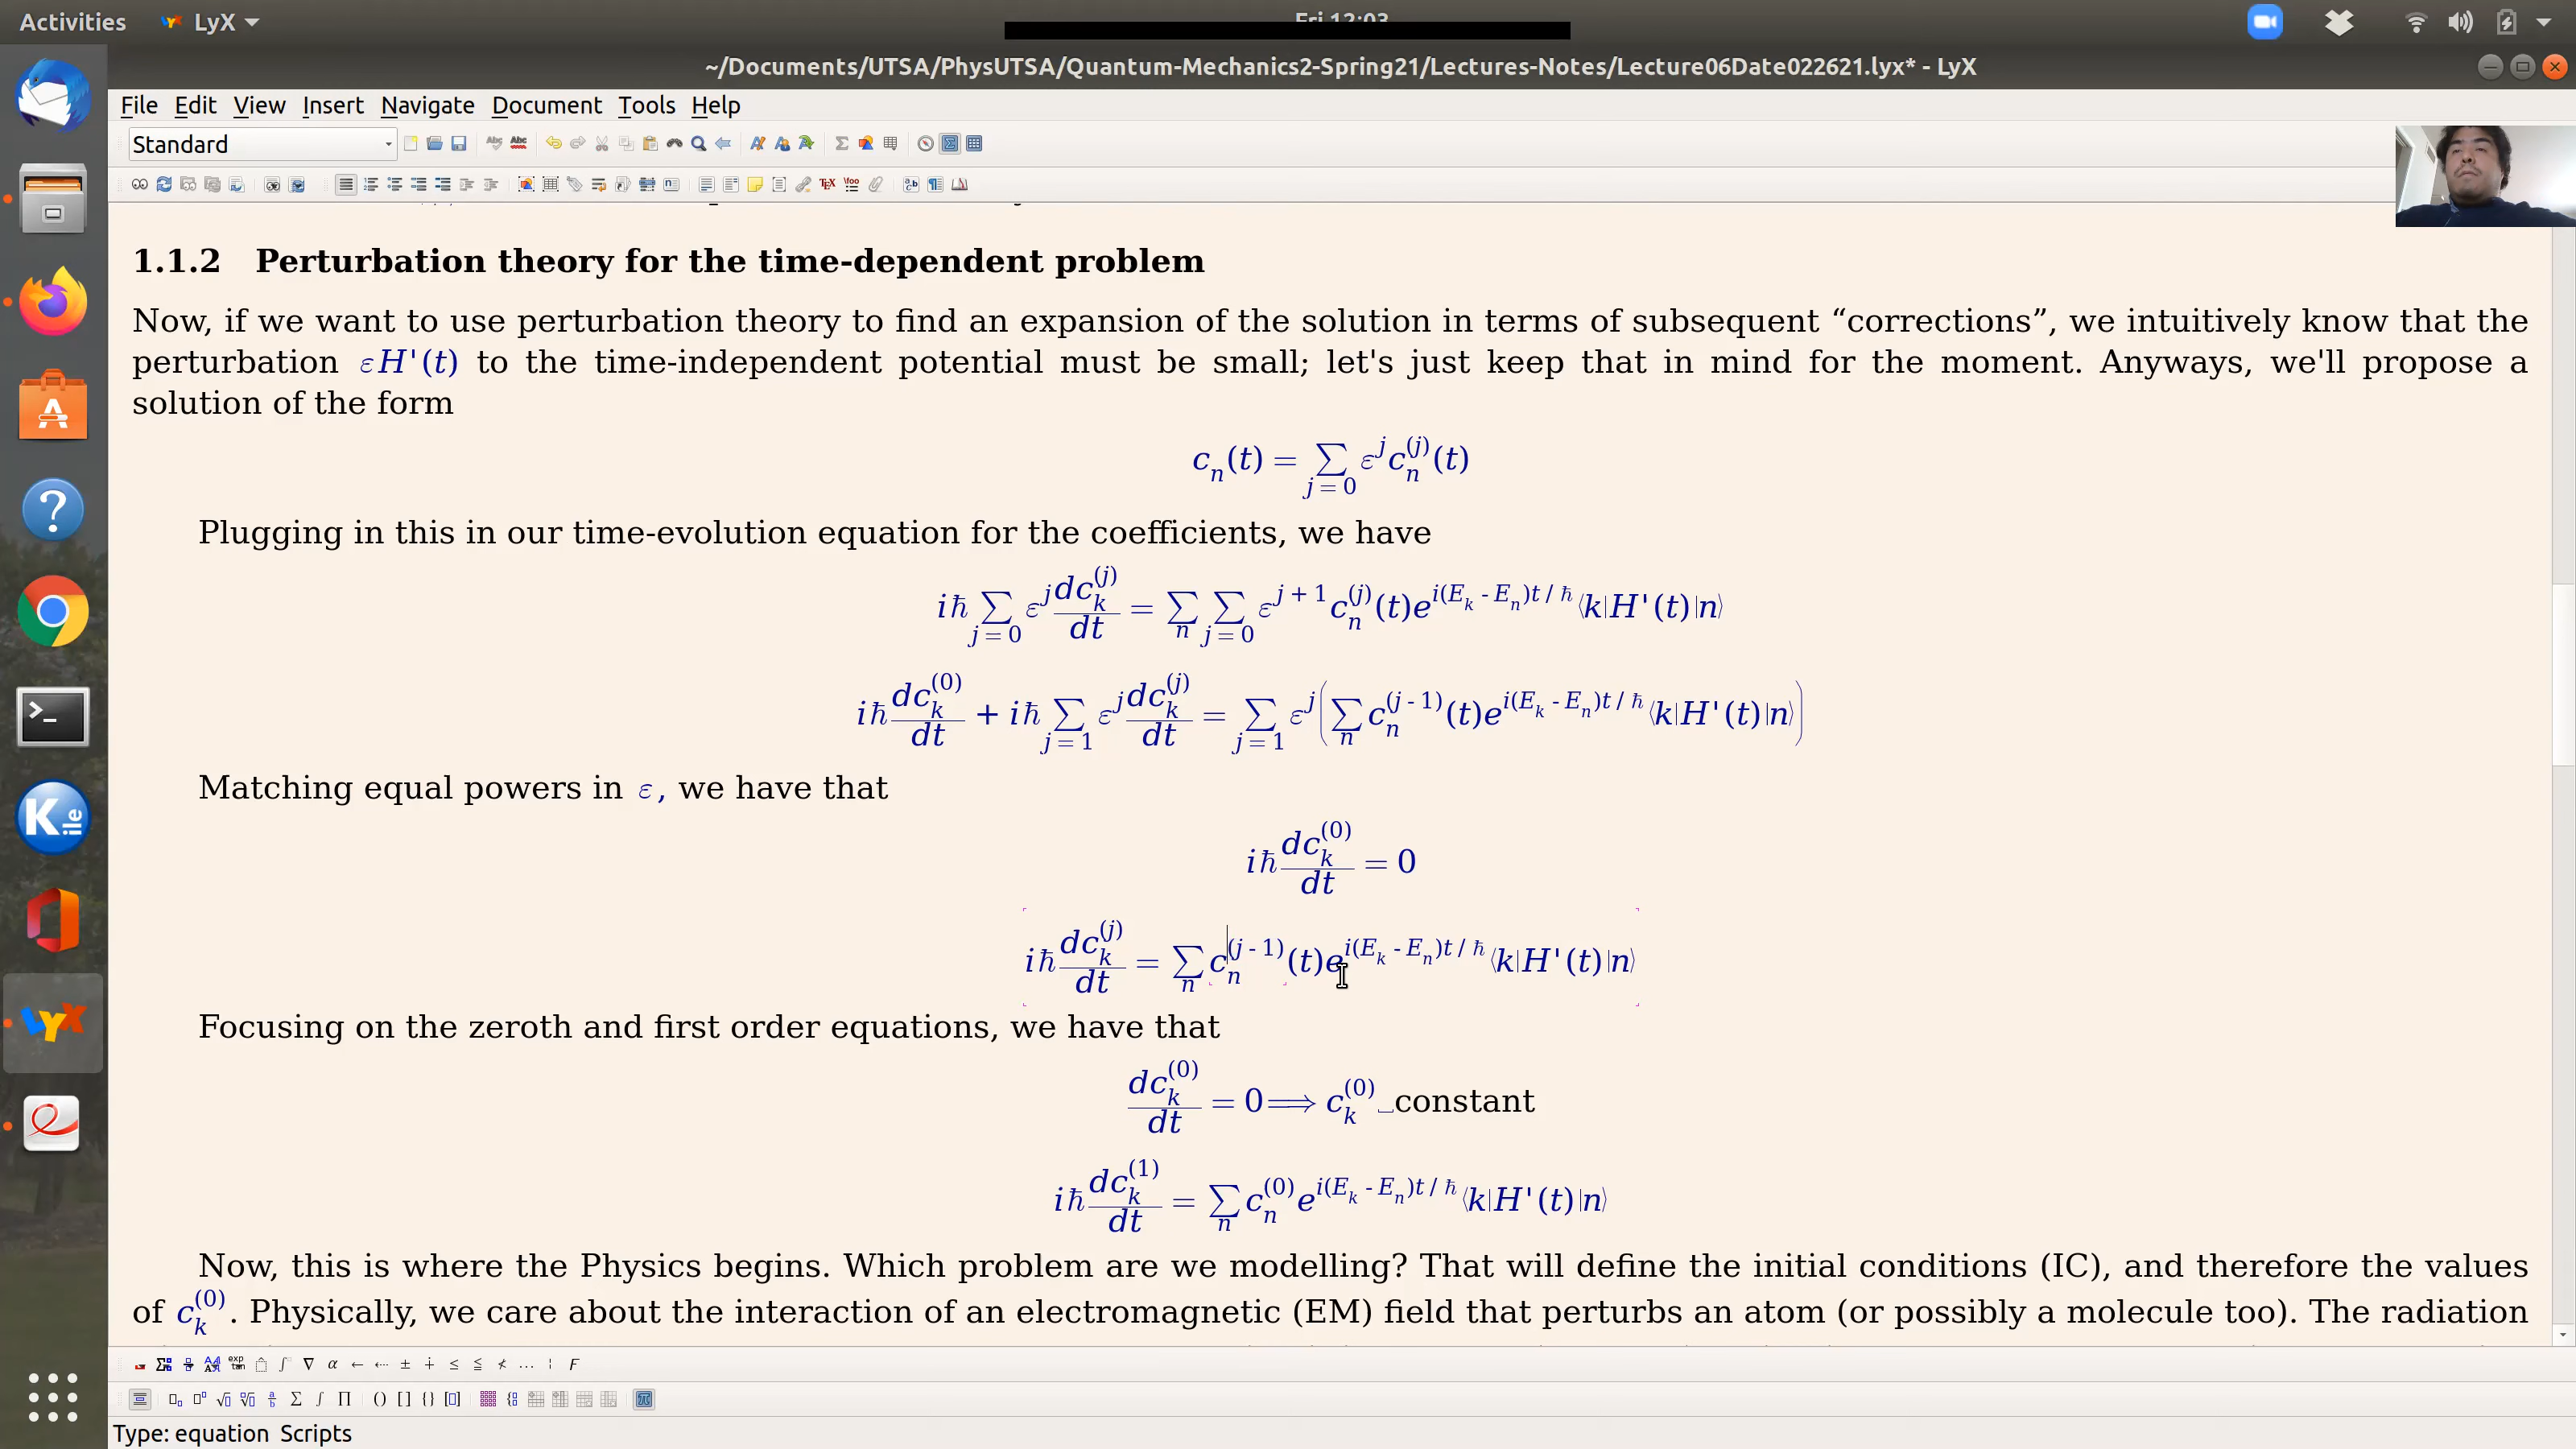 Activities LyX Fri 12:03
~/Documents/UTSA/PhysUTSA/Quantum-Mechanics2-Spring21/Lectures-Notes/Lecture06Date022621.lyx* - LyX
File Edit View Insert Navigate Document Tools Help
Standard
1.1.2 Perturbation theory for the time-dependent problem
Now, if we want to use perturbation theory to find an expansion of the solution in terms of subsequent “corrections”, we intuitively know that the
perturbation εH'(t) to the time-independent potential must be small; let's just keep that in mind for the moment. Anyways, we'll propose a
solution of the form
c_n(t) = ∑_{j=0} ε^j c_n^{(j)}(t)
Plugging in this in our time-evolution equation for the coefficients, we have
iħ ∑_{j=0} ε^j dc_k^{(j)}/dt = ∑_n ∑_{j=0} ε^{j+1} c_n^{(j)}(t) e^{i(E_k - E_n)t/ħ} ⟨k|H'(t)|n⟩
iħ dc_k^{(0)}/dt + iħ ∑_{j=1} ε^j dc_k^{(j)}/dt = ∑_{j=1} ε^j (∑_n c_n^{(j-1)}(t) e^{i(E_k - E_n)t/ħ} ⟨k|H'(t)|n⟩)
Matching equal powers in ε, we have that
iħ dc_k^{(0)}/dt = 0
iħ dc_k^{(j)}/dt = ∑_n c_n^{(j-1)}(t) e^{i(E_k - E_n)t/ħ} ⟨k|H'(t)|n⟩
Focusing on the zeroth and first order equations, we have that
dc_k^{(0)}/dt = 0 ⟹ c_k^{(0)} constant
iħ dc_k^{(1)}/dt = ∑_n c_n^{(0)} e^{i(E_k - E_n)t/ħ} ⟨k|H'(t)|n⟩
Now, this is where the Physics begins. Which problem are we modelling? That will define the initial conditions (IC), and therefore the values
of c_k^{(0)}. Physically, we care about the interaction of an electromagnetic (EM) field that perturbs an atom (or possibly a molecule too). The radiation
Type: equation Scripts